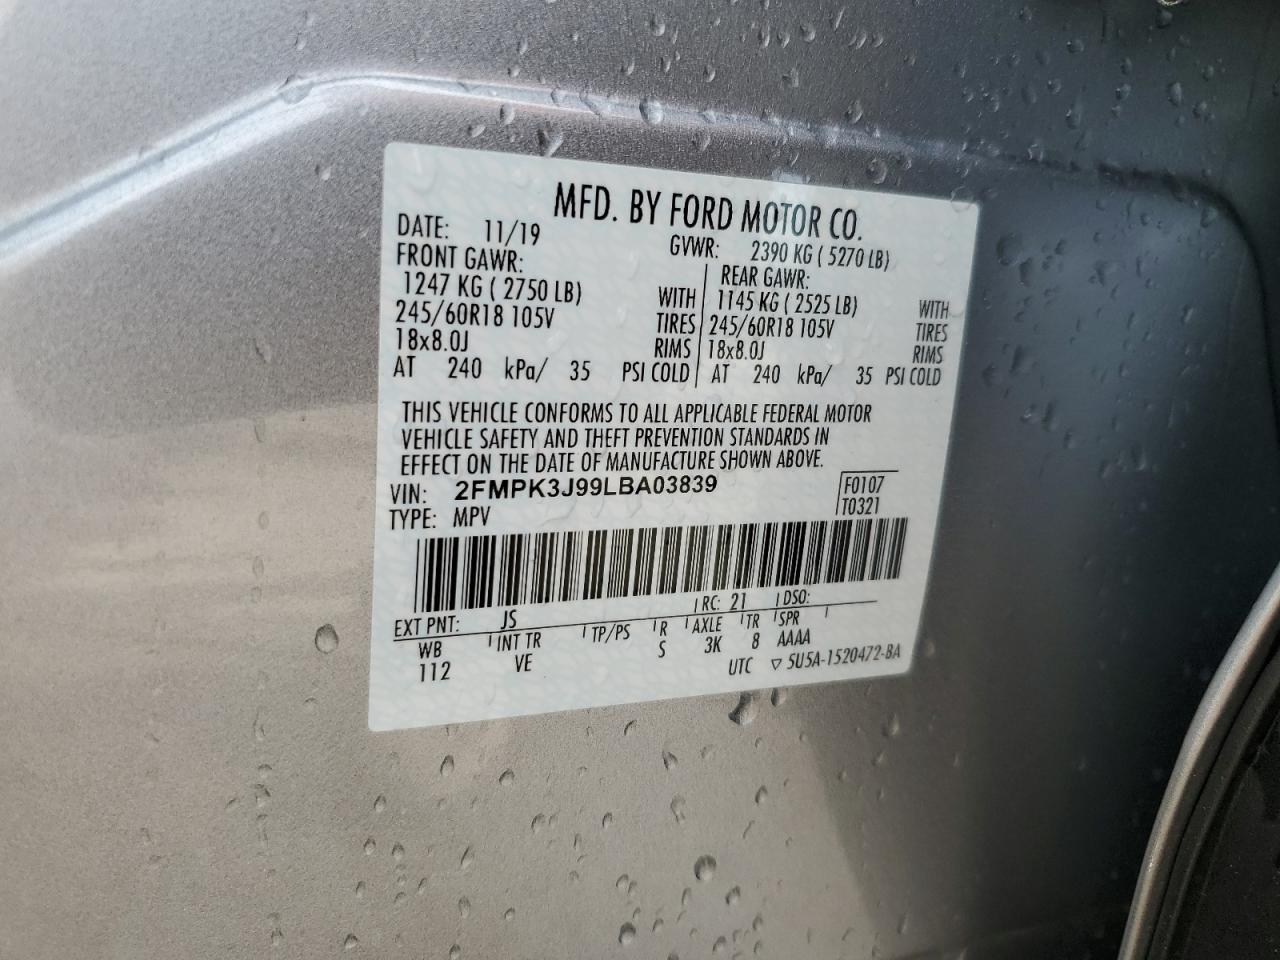 MFD. BY FORD MOTOR CO.
DATE: 11/19 GVWR: 2390 KG ( 5270 LB)
FRONT GAWR: REAR GAWR:
1247 KG ( 2750 LB) WITH 1145 KG ( 2525 LB) WITH
245/60R18 105V TIRES 245/60R18 105V TIRES
18x8.0J RIMS 18x8.0J RIMS
AT 240 kPa/ 35 PSI COLD AT 240 kPa/ 35 PSI COLD
THIS VEHICLE CONFORMS TO ALL APPLICABLE FEDERAL MOTOR
VEHICLE SAFETY AND THEFT PREVENTION STANDARDS IN
EFFECT ON THE DATE OF MANUFACTURE SHOWN ABOVE.
VIN: 2FMPK3J99LBA03839 F0107
TYPE: MPV T0321
EXT PNT: JS RC: 21 DSO:
WB INT TR TP/PS R AXLE TR SPR
112 VE S 3K 8 AAAA
UTC ▽ 5U5A-1520472-BA